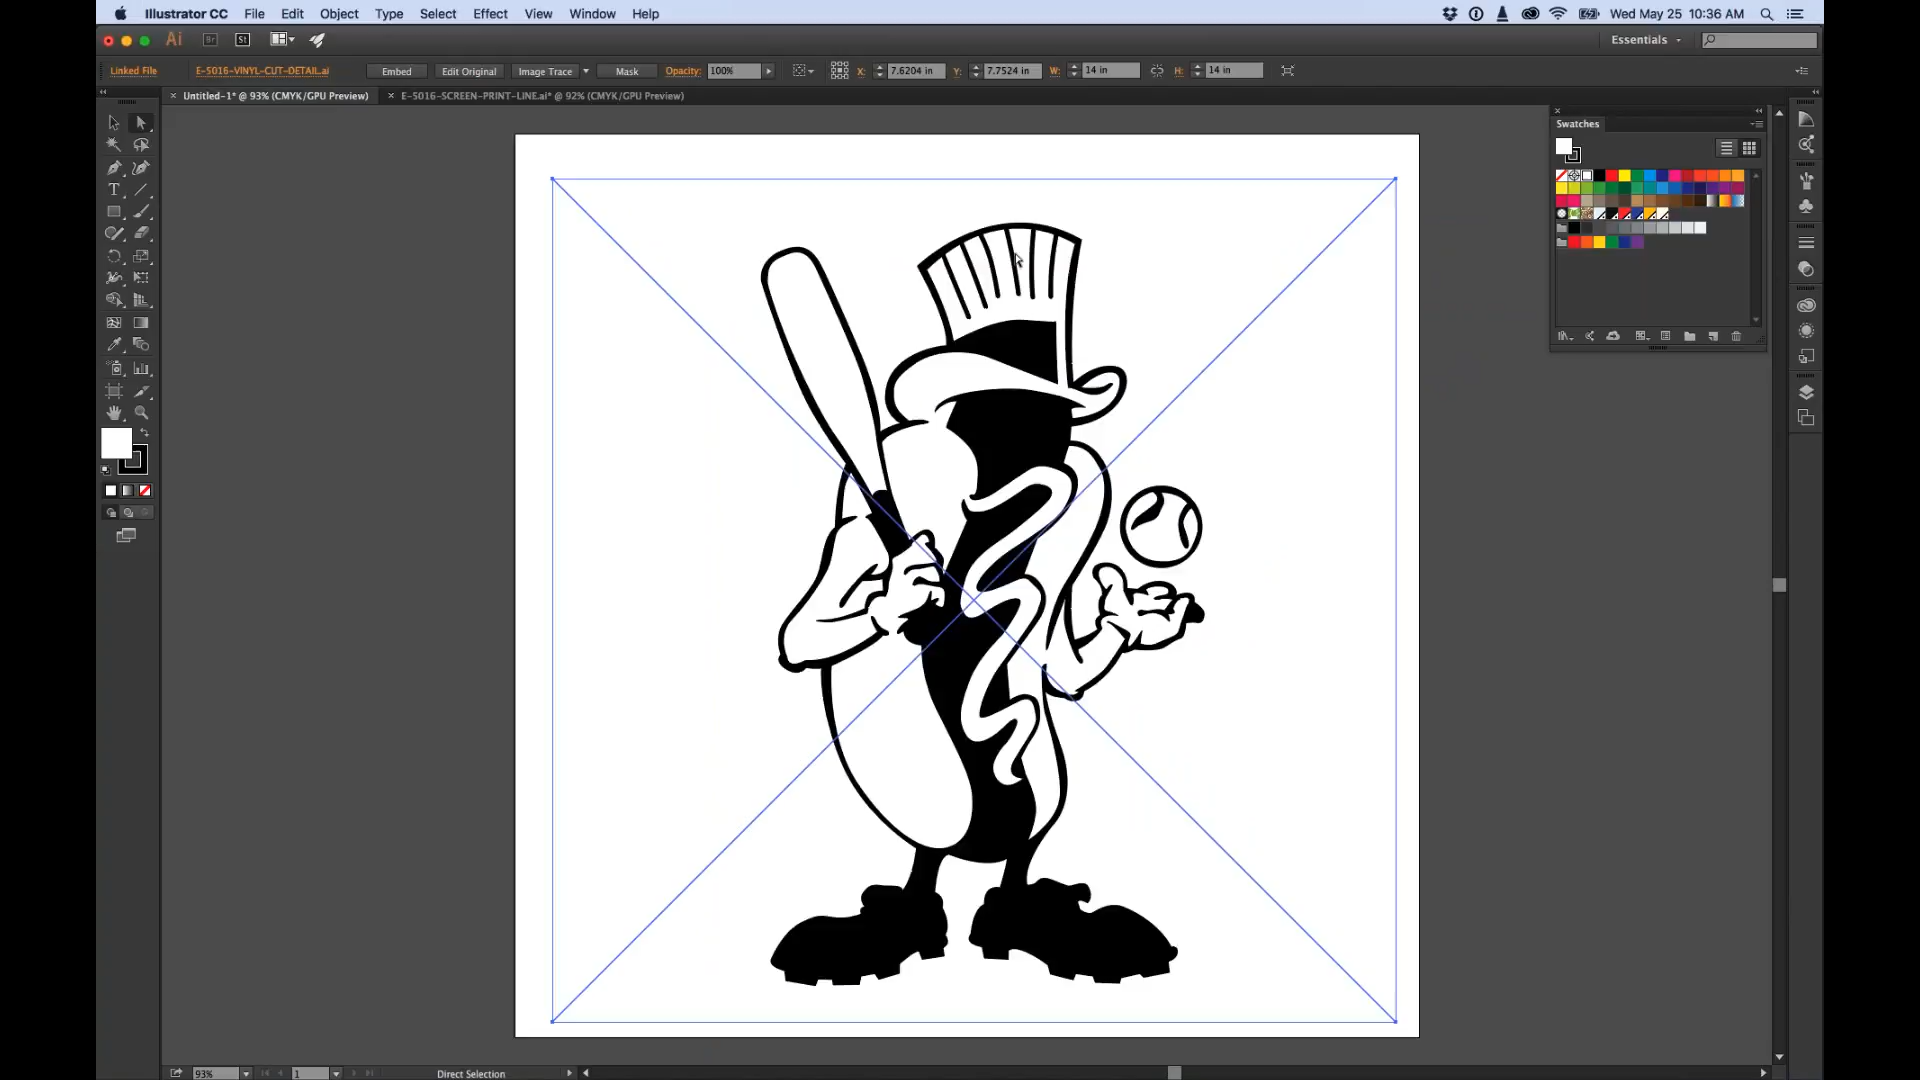 Illustrator CC File Edit Object Type Select Effect View Window Help Wed May 25 10:36 AM
Ai Br St Essentials
Linked File E-5016-VINYL-CUT-DETAIL.ai Embed Edit Original Image Trace Mask Opacity: 100% X: 7.6204 in Y: 7.7524 in W: 14 in H: 14 in
Untitled-1* @ 93% (CMYK/GPU Preview) E-5016-SCREEN-PRINT-LINE.ai* @ 92% (CMYK/GPU Preview)
Swatches
93% 1 Direct Selection